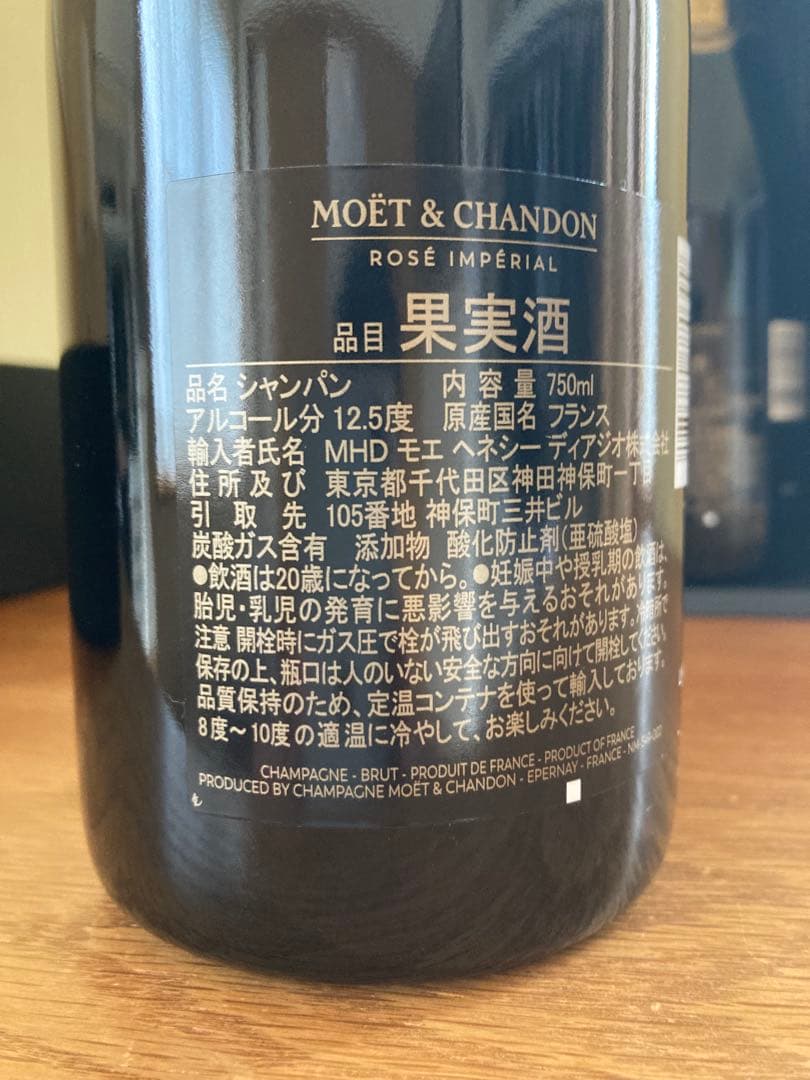 MOËT & CHANDON
ROSÉ IMPÉRIAL
品目 果実酒
品名 シャンパン 内容量 750ml
アルコール分 12.5度 原産国名 フランス
輸入者氏名 MHD モエ ヘネシー ディアジオ株式会社
住所及び 東京都千代田区神田神保町一丁目
引取先 105番地 神保町三井ビル
炭酸ガス含有 添加物 酸化防止剤(亜硫酸塩)
●飲酒は20歳になってから。●妊娠中や授乳期の飲酒は、
胎児・乳児の発育に悪影響を与えるおそれがあります。
注意 開栓時にガス圧で栓が飛び出すおそれがあります。冷暗所で
保存の上、瓶口は人のいない安全な方向に向けて開栓してください。
品質保持のため、定温コンテナを使って輸入しております。
8度～10度の適温に冷やして、お楽しみください。
CHAMPAGNE - BRUT - PRODUIT DE FRANCE - PRODUCT OF FRANCE
PRODUCED BY CHAMPAGNE MOËT & CHANDON - EPERNAY - FRANCE - NM-549-002